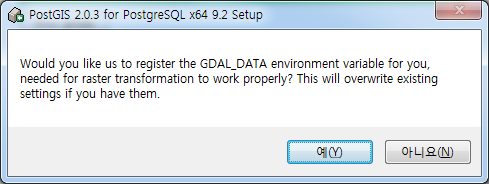 PostGIS 2.0.3 for PostgreSQL x64 9.2 Setup
Would you like us to register the GDAL_DATA environment variable for you,
needed for raster transformation to work properly? This will overwrite existing
settings if you have them.
예(Y)
아니요(N)